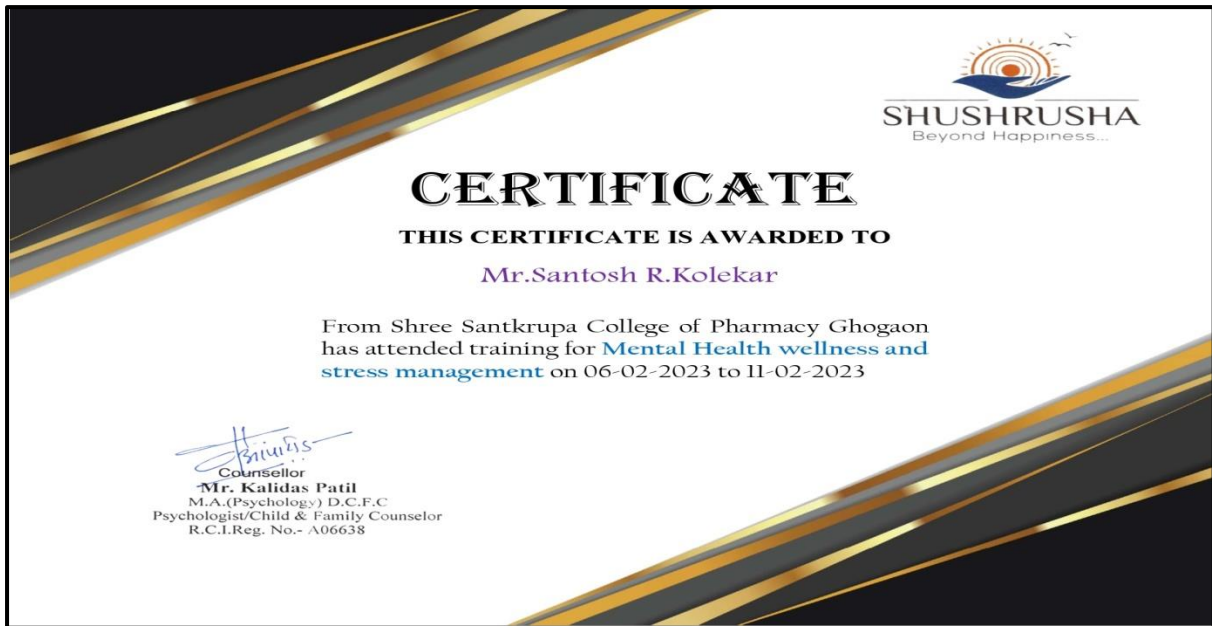 SHUSHRUSHA
Beyond Happiness...
CERTIFICATE
THIS CERTIFICATE IS AWARDED TO
Mr.Santosh R.Kolekar
From Shree Santkrupa College of Pharmacy Ghogaon
has attended training for Mental Health wellness and
stress management on 06-02-2023 to 11-02-2023
Counsellor
Mr. Kalidas Patil
M.A.(Psychology) D.C.F.C
Psychologist/Child & Family Counselor
R.C.I.Reg. No.- A06638